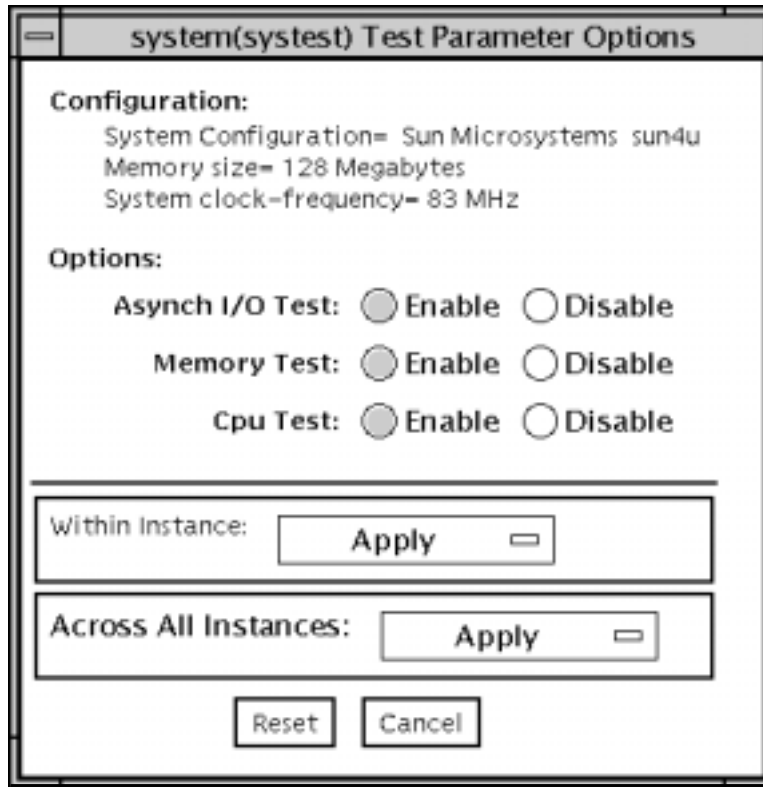 system(systest) Test Parameter Options
Configuration:
System Configuration= Sun Microsystems sun4u
Memory size= 128 Megabytes
System clock-frequency= 83 MHz
Options:
Asynch I/O Test: Enable Disable
Memory Test: Enable Disable
Cpu Test: Enable Disable
Within Instance: Apply
Across All Instances: Apply
Reset Cancel